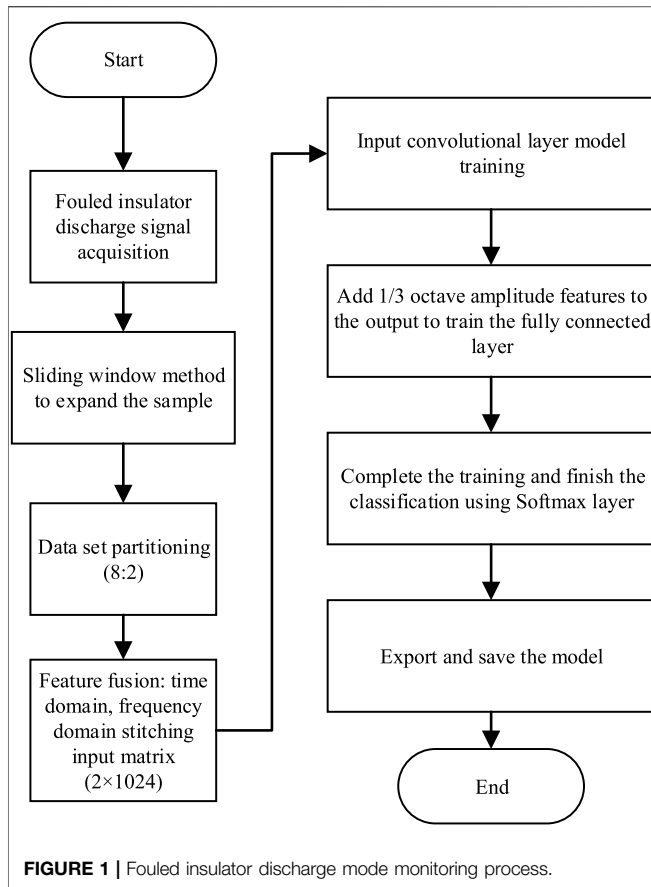 Start
Fouled insulator
discharge signal
acquisition
Sliding window method
to expand the sample
Data set partitioning
(8:2)
Feature fusion: time
domain, frequency
domain stitching
input matrix
(2×1024)
Input convolutional layer model
training
Add 1/3 octave amplitude features to
the output to train the fully connected
layer
Complete the training and finish the
classification using Softmax layer
Export and save the model
End
FIGURE 1 | Fouled insulator discharge mode monitoring process.